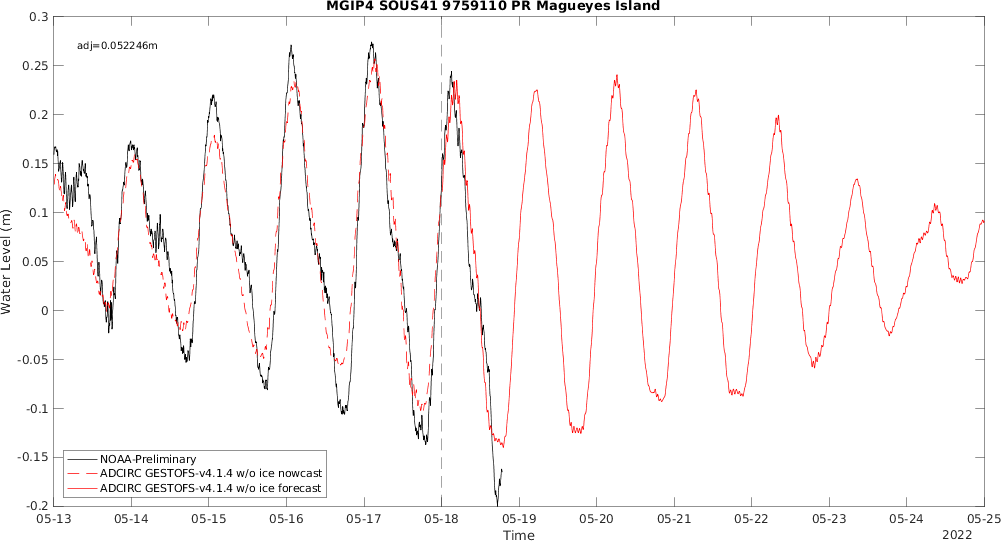 MGIP4 SOUS41 9759110 PR Magueyes Island
adj=0.052246m
0.3
0.25
0.2
0.15
0.1
0.05
0
-0.05
-0.1
-0.15
-0.2
Water Level (m)
NOAA-Preliminary
ADCIRC GESTOFS-v4.1.4 w/o ice nowcast
ADCIRC GESTOFS-v4.1.4 w/o ice forecast
05-13 05-14 05-15 05-16 05-17 05-18 05-19 05-20 05-21 05-22 05-23 05-24 05-25
Time
2022